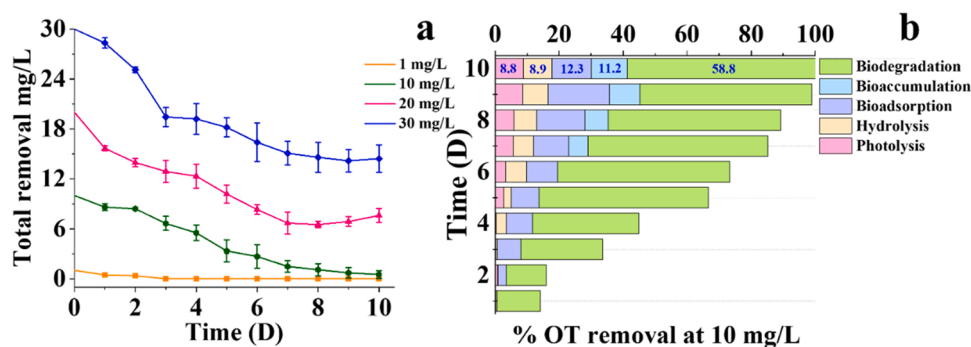 a
Total removal mg/L
30
24
18
12
6
0
1 mg/L
10 mg/L
20 mg/L
30 mg/L
0 2 4 6 8 10
Time (D)
b
0 20 40 60 80 100
Time (D)
10
8
6
4
2
8.8 8.9 12.3 11.2 58.8
Biodegradation
Bioaccumulation
Bioadsorption
Hydrolysis
Photolysis
% OT removal at 10 mg/L